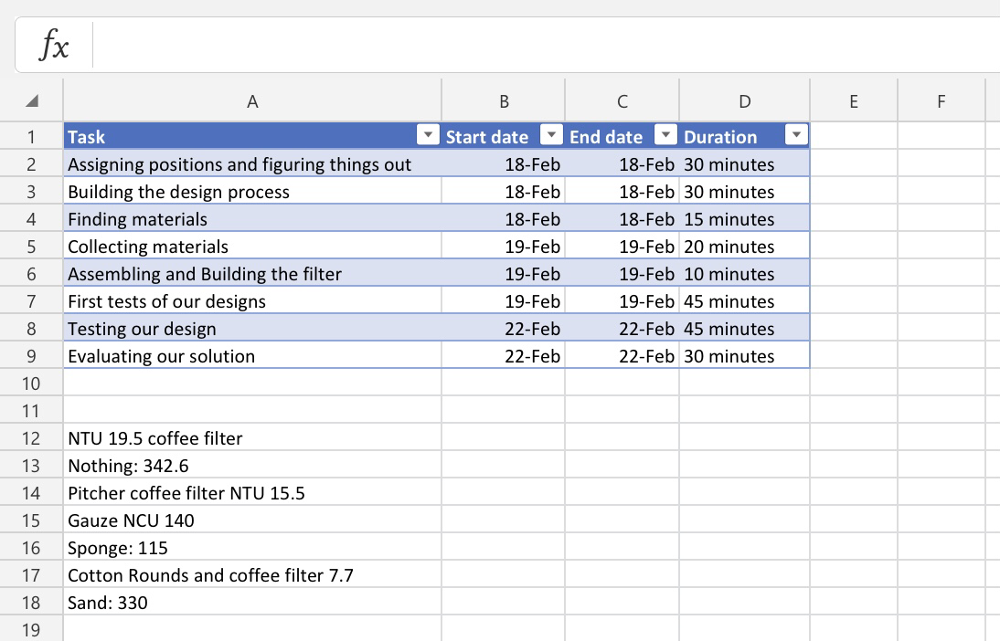 fx
A B C D E F
1 Task Start date End date Duration
2 Assigning positions and figuring things out 18-Feb 18-Feb 30 minutes
3 Building the design process 18-Feb 18-Feb 30 minutes
4 Finding materials 18-Feb 18-Feb 15 minutes
5 Collecting materials 19-Feb 19-Feb 20 minutes
6 Assembling and Building the filter 19-Feb 19-Feb 10 minutes
7 First tests of our designs 19-Feb 19-Feb 45 minutes
8 Testing our design 22-Feb 22-Feb 45 minutes
9 Evaluating our solution 22-Feb 22-Feb 30 minutes
10
11
12 NTU 19.5 coffee filter
13 Nothing: 342.6
14 Pitcher coffee filter NTU 15.5
15 Gauze NCU 140
16 Sponge: 115
17 Cotton Rounds and coffee filter 7.7
18 Sand: 330
19